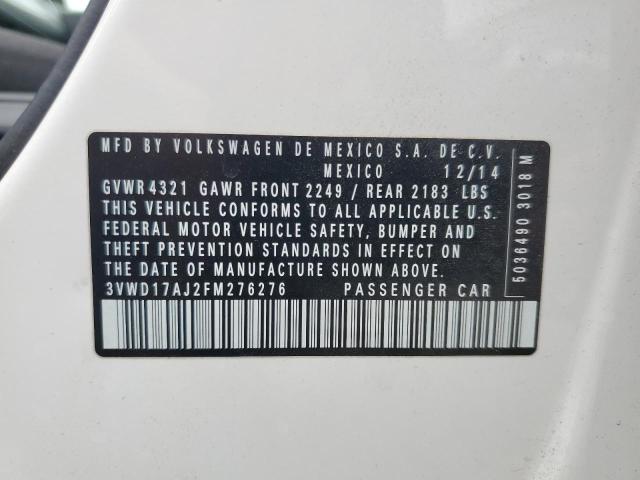 MFD BY VOLKSWAGEN DE MEXICO S.A. DE C.V.
MEXICO 12/14
GVWR 4321 GAWR FRONT 2249 / REAR 2183 LBS
THIS VEHICLE CONFORMS TO ALL APPLICABLE U.S.
FEDERAL MOTOR VEHICLE SAFETY, BUMPER AND
THEFT PREVENTION STANDARDS IN EFFECT ON
THE DATE OF MANUFACTURE SHOWN ABOVE.
3VWD17AJ2FM276276 PASSENGER CAR
5036490 3018 M